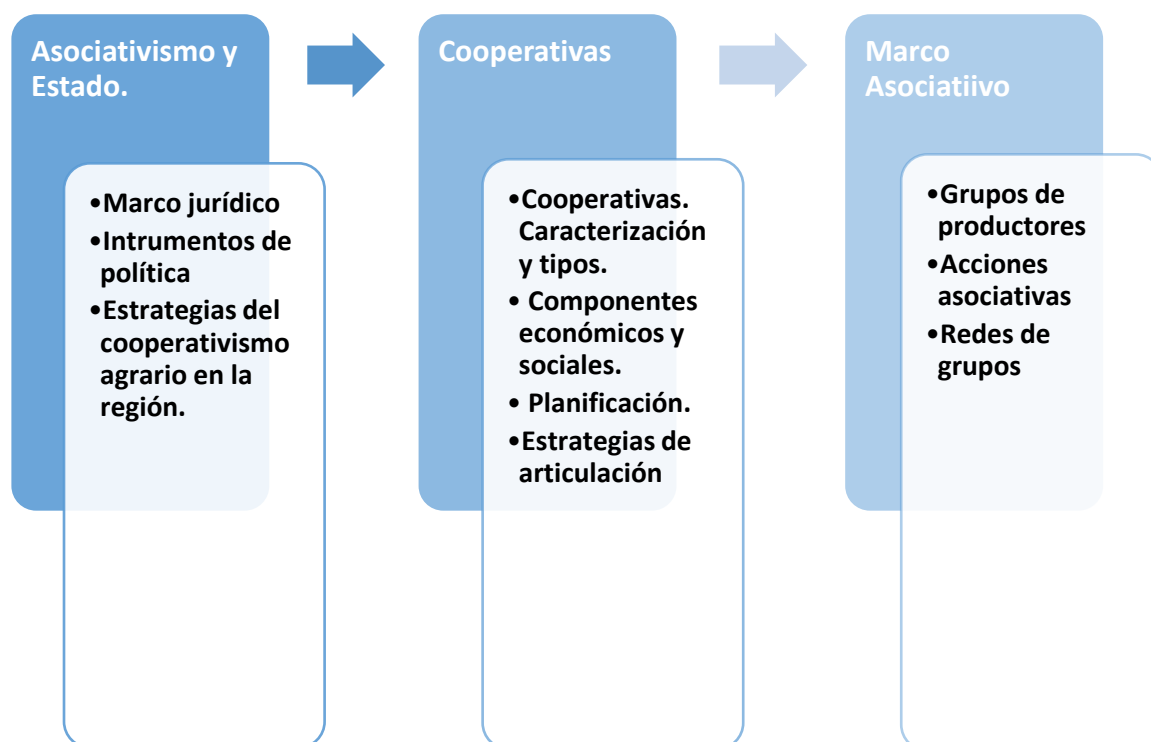 Asociativismo y
Estado.
•Marco jurídico
•Intrumentos de
política
•Estrategias del
cooperativismo
agrario en la
región.
Cooperativas
•Cooperativas.
Caracterización
y tipos.
• Componentes
económicos y
sociales.
• Planificación.
•Estrategias de
articulación
Marco
Asociatiivo
•Grupos de
productores
•Acciones
asociativas
•Redes de
grupos